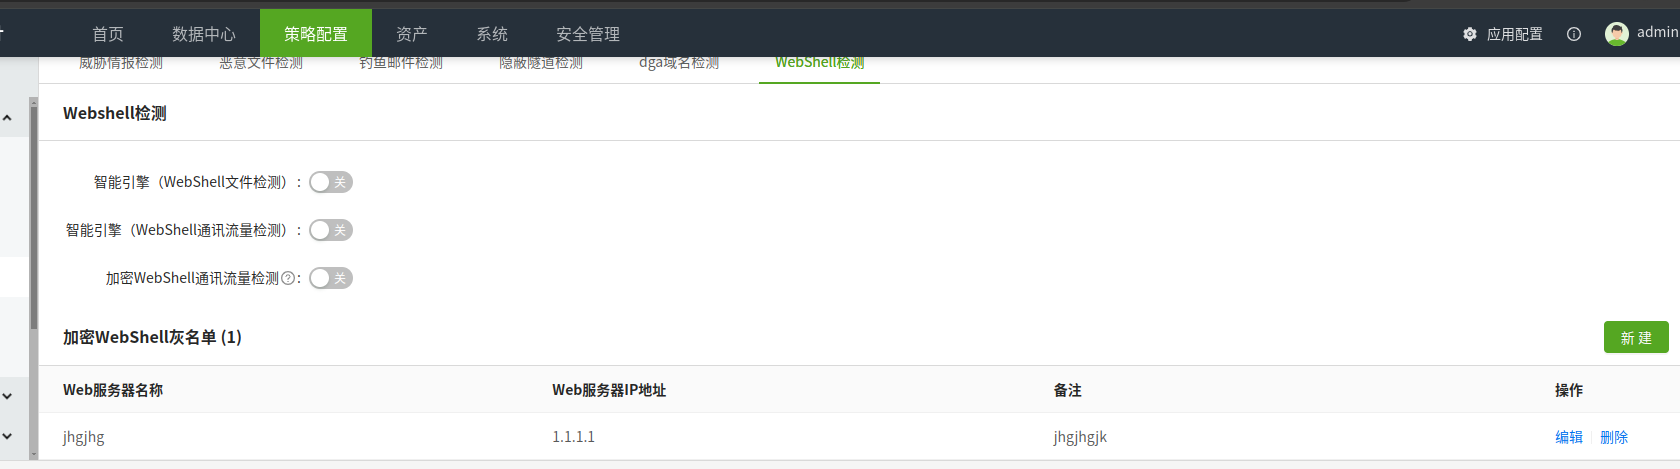 首页 数据中心 策略配置 资产 系统 安全管理 应用配置 admin
威胁情报检测 恶意文件检测 钓鱼邮件检测 隐蔽隧道检测 dga域名检测 WebShell检测
Webshell检测
智能引擎（WebShell文件检测）： 关
智能引擎（WebShell通讯流量检测）： 关
加密WebShell通讯流量检测?： 关
加密WebShell灰名单 (1) 新 建
Web服务器名称 Web服务器IP地址 备注 操作
jhgjhg 1.1.1.1 jhgjhgjk 编辑 删除